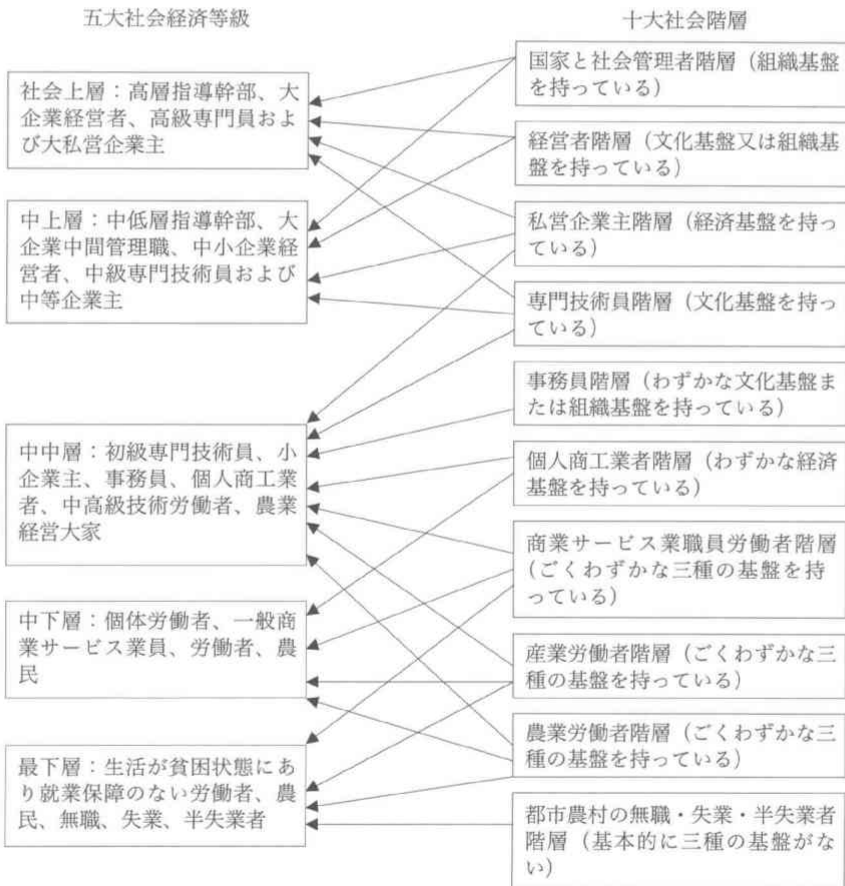 五大社会経済等級
社会上層：高層指導幹部、大
企業経営者、高級専門員およ
び大私営企業主
中上層：中低層指導幹部、大
企業中間管理職、中小企業経
営者、中級専門技術員および
中等企業主
中中層：初級専門技術員、小
企業主、事務員、個人商工業
者、中高級技術労働者、農業
経営大家
中下層：個体労働者、一般商
業サービス業員、労働者、農
民
最下層：生活が貧困状態にあ
り就業保障のない労働者、農
民、無職、失業、半失業者
十大社会階層
国家と社会管理者階層（組織基盤
を持っている）
経営者階層（文化基盤又は組織基
盤を持っている）
私営企業主階層（経済基盤を持っ
ている）
専門技術員階層（文化基盤を持っ
ている）
事務員階層（わずかな文化基盤ま
たは組織基盤を持っている）
個人商工業者階層（わずかな経済
基盤を持っている）
商業サービス業職員労働者階層
（ごくわずかな三種の基盤を持
っている）
産業労働者階層（ごくわずかな三
種の基盤を持っている）
農業労働者階層（ごくわずかな三
種の基盤を持っている）
都市農村の無職・失業・半失業者
階層（基本的に三種の基盤がな
い）